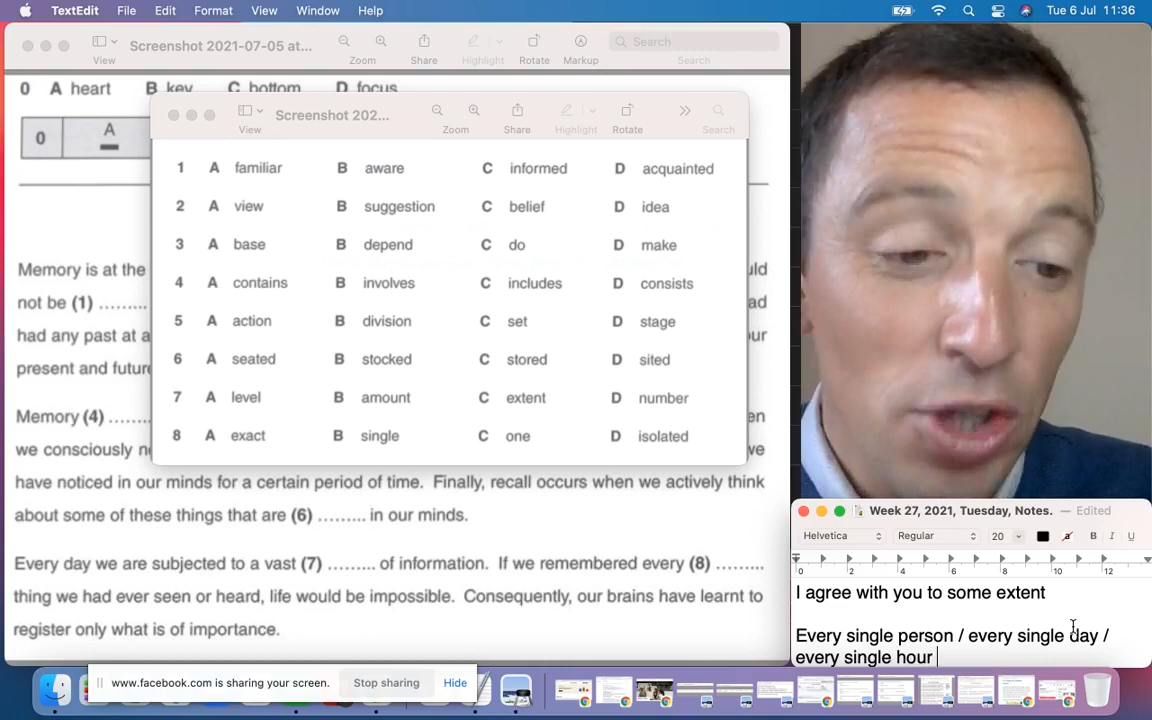 TextEdit File Edit Format View Window Help Tue 6 Jul 11:36
Screenshot 2021-07-05 at...
View Zoom Share Highlight Rotate Markup Search
Search
0 A heart B key C bottom D focus
0 A
Screenshot 202...
View Zoom Share Highlight Rotate Search
1 A familiar B aware C informed D acquainted
2 A view B suggestion C belief D idea
3 A base B depend C do D make
4 A contains B involves C includes D consists
5 A action B division C set D stage
6 A seated B stocked C stored D sited
7 A level B amount C extent D number
8 A exact B single C one D isolated
Memory is at the
not be (1) .........
had any past at a
present and future
Memory (4) ........
we consciously
have noticed in our minds for a certain period of time. Finally, recall occurs when we actively think
about some of these things that are (6) ......... in our minds.
Every day we are subjected to a vast (7) ......... of information. If we remembered every (8) .........
thing we had ever seen or heard, life would be impossible. Consequently, our brains have learnt to
register only what is of importance.
Week 27, 2021, Tuesday, Notes. — Edited
Helvetica Regular 20 B I U
0 2 4 6 8 10 12
I agree with you to some extent
Every single person / every single day /
every single hour
www.facebook.com is sharing your screen. Stop sharing Hide